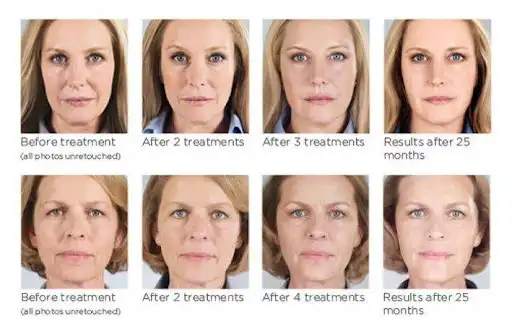 Before treatment
(all photos unretouched)
After 2 treatments
After 3 treatments
Results after 25
months
Before treatment
(all photos unretouched)
After 2 treatments
After 4 treatments
Results after 25
months